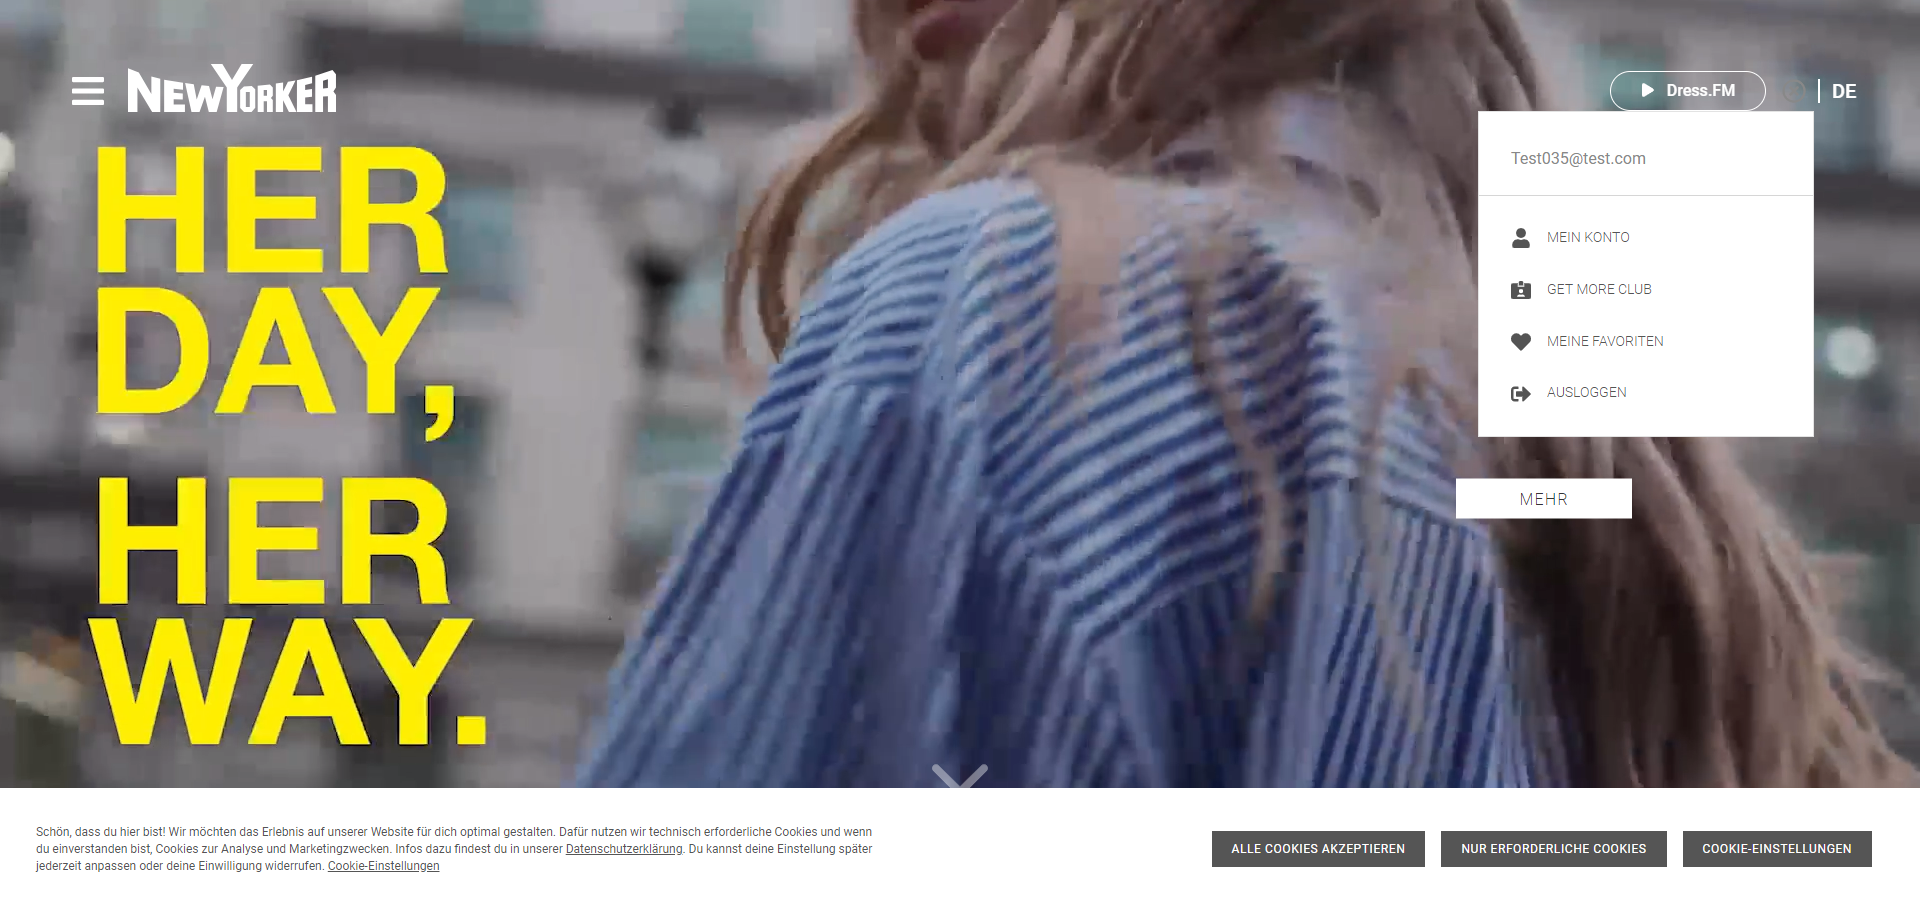 NEWYORKER
Dress.FM
DE
Test035@test.com
MEIN KONTO
GET MORE CLUB
MEINE FAVORITEN
AUSLOGGEN
HER
DAY,
HER
WAY.
MEHR
Schön, dass du hier bist! Wir möchten das Erlebnis auf unserer Website für dich optimal gestalten. Dafür nutzen wir technisch erforderliche Cookies und wenn
du einverstanden bist, Cookies zur Analyse und Marketingzwecken. Infos dazu findest du in unserer Datenschutzerklärung. Du kannst deine Einstellung später
jederzeit anpassen oder deine Einwilligung widerrufen. Cookie-Einstellungen
ALLE COOKIES AKZEPTIEREN
NUR ERFORDERLICHE COOKIES
COOKIE-EINSTELLUNGEN